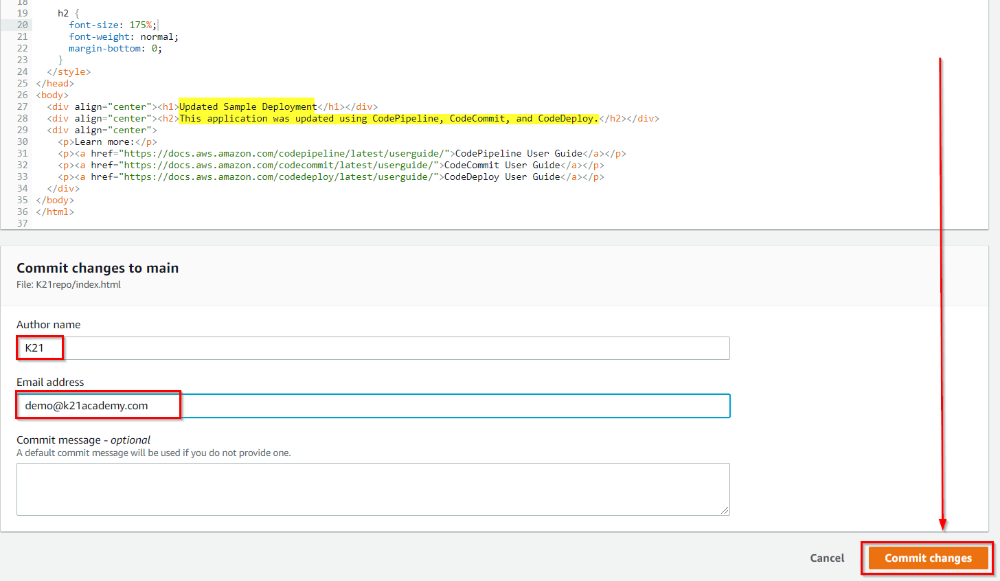 18
19     h2 {
20       font-size: 175%;
21       font-weight: normal;
22       margin-bottom: 0;
23     }
24   </style>
25 </head>
26 <body>
27   <div align="center"><h1>Updated Sample Deployment</h1></div>
28   <div align="center"><h2>This application was updated using CodePipeline, CodeCommit, and CodeDeploy.</h2></div>
29   <div align="center">
30     <p>Learn more:</p>
31     <p><a href="https://docs.aws.amazon.com/codepipeline/latest/userguide/">CodePipeline User Guide</a></p>
32     <p><a href="https://docs.aws.amazon.com/codecommit/latest/userguide/">CodeCommit User Guide</a></p>
33     <p><a href="https://docs.aws.amazon.com/codedeploy/latest/userguide/">CodeDeploy User Guide</a></p>
34   </div>
35 </body>
36 </html>
37
Commit changes to main
File: K21repo/index.html
Author name
K21
Email address
demo@k21academy.com
Commit message - optional
A default commit message will be used if you do not provide one.
Cancel
Commit changes